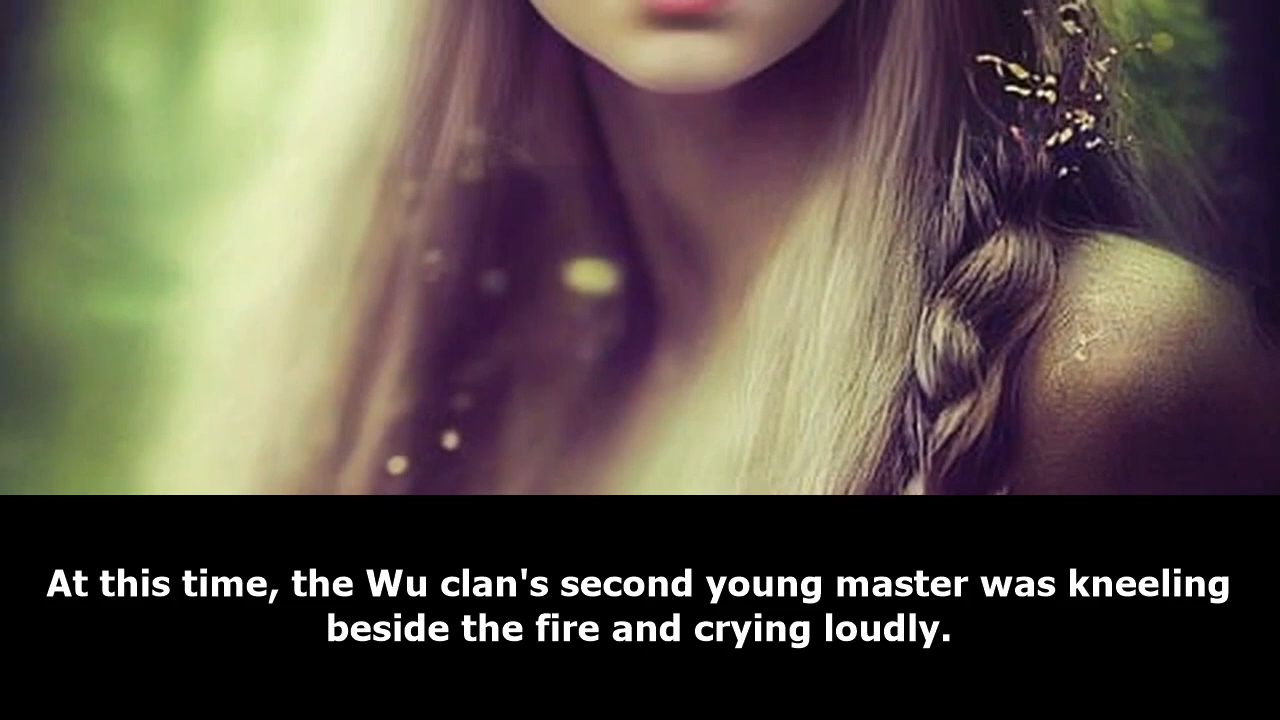 At this time, the Wu clan's second young master was kneeling
beside the fire and crying loudly.